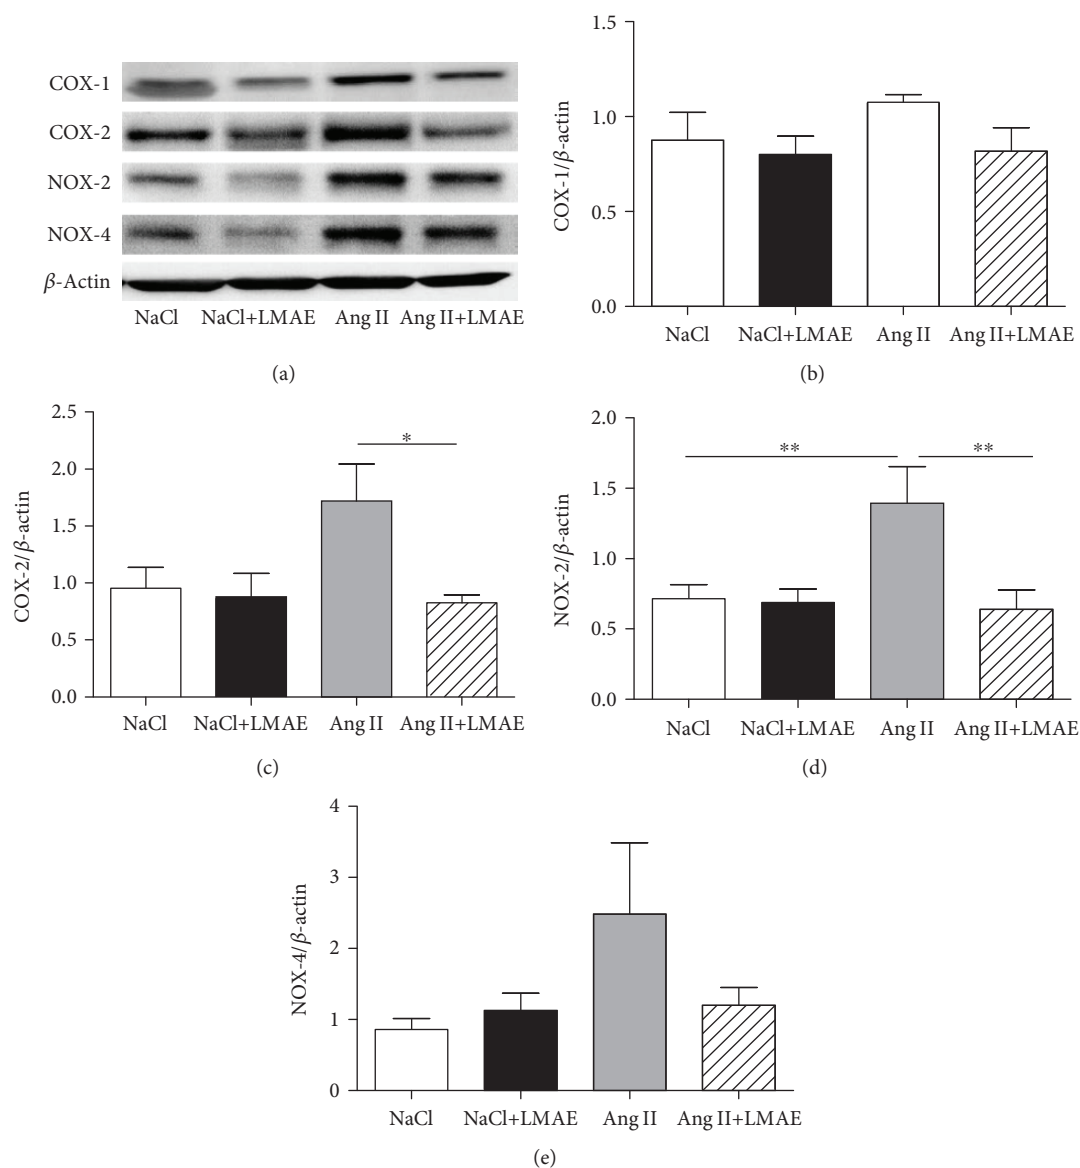 COX-1
COX-2
NOX-2
NOX-4
β-Actin
NaCl NaCl+LMAE Ang II Ang II+LMAE
(a)
COX-1/β-actin
1.5
1.0
0.5
0.0
NaCl NaCl+LMAE Ang II Ang II+LMAE
(b)
COX-2/β-actin
2.5
2.0
1.5
1.0
0.5
0.0
*
NaCl NaCl+LMAE Ang II Ang II+LMAE
(c)
NOX-2/β-actin
2.0
1.5
1.0
0.5
0.0
** **
NaCl NaCl+LMAE Ang II Ang II+LMAE
(d)
NOX-4/β-actin
4
3
2
1
0
NaCl NaCl+LMAE Ang II Ang II+LMAE
(e)